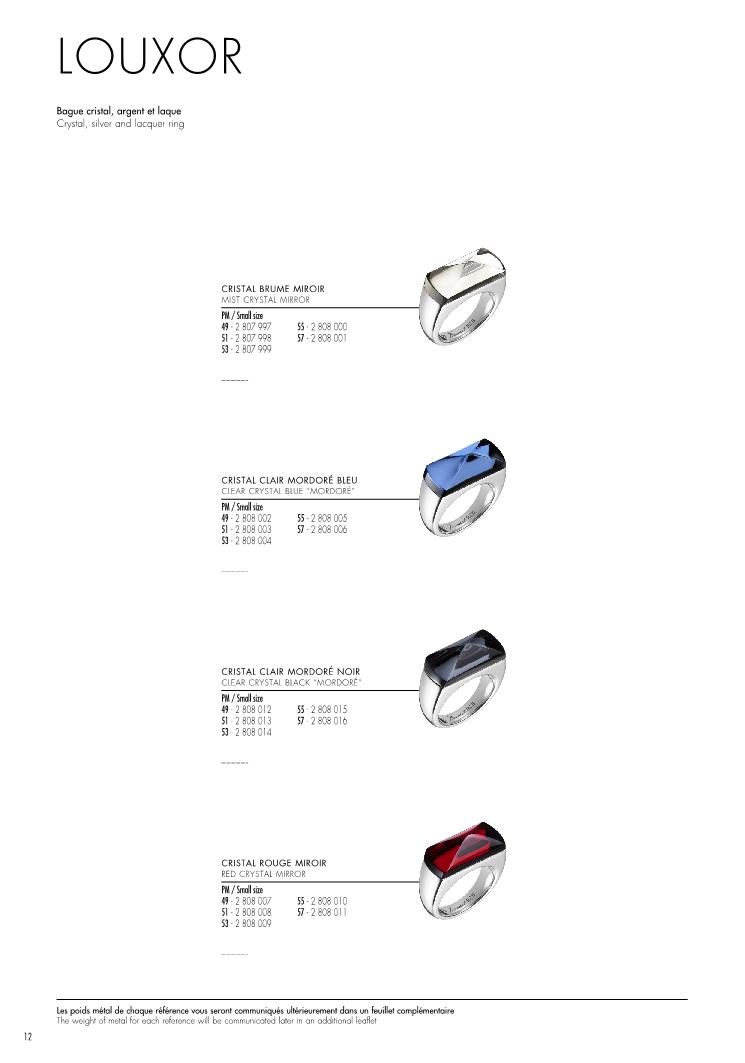 LOUXOR
Bague cristal, argent et laque
Crystal, silver and lacquer ring
CRISTAL BRUME MIROIR
MIST CRYSTAL MIRROR
PM / Small size
49 - 2 807 997 55 - 2 808 000
51 - 2 807 998 57 - 2 808 001
53 - 2 807 999
_ _ _ _ _ -
CRISTAL CLAIR MORDORÉ BLEU
CLEAR CRYSTAL BLUE "MORDORÉ"
PM / Small size
49 - 2 808 002 55 - 2 808 005
51 - 2 808 003 57 - 2 808 006
53 - 2 808 004
_ _ _ _ _ -
CRISTAL CLAIR MORDORÉ NOIR
CLEAR CRYSTAL BLACK "MORDORÉ"
PM / Small size
49 - 2 808 012 55 - 2 808 015
51 - 2 808 013 57 - 2 808 016
53 - 2 808 014
_ _ _ _ _ -
CRISTAL ROUGE MIROIR
RED CRYSTAL MIRROR
PM / Small size
49 - 2 808 007 55 - 2 808 010
51 - 2 808 008 57 - 2 808 011
53 - 2 808 009
_ _ _ _ _ -
Les poids métal de chaque référence vous seront communiqués ultérieurement dans un feuillet complémentaire
The weight of metal for each reference will be communicated later in an additional leaflet
12